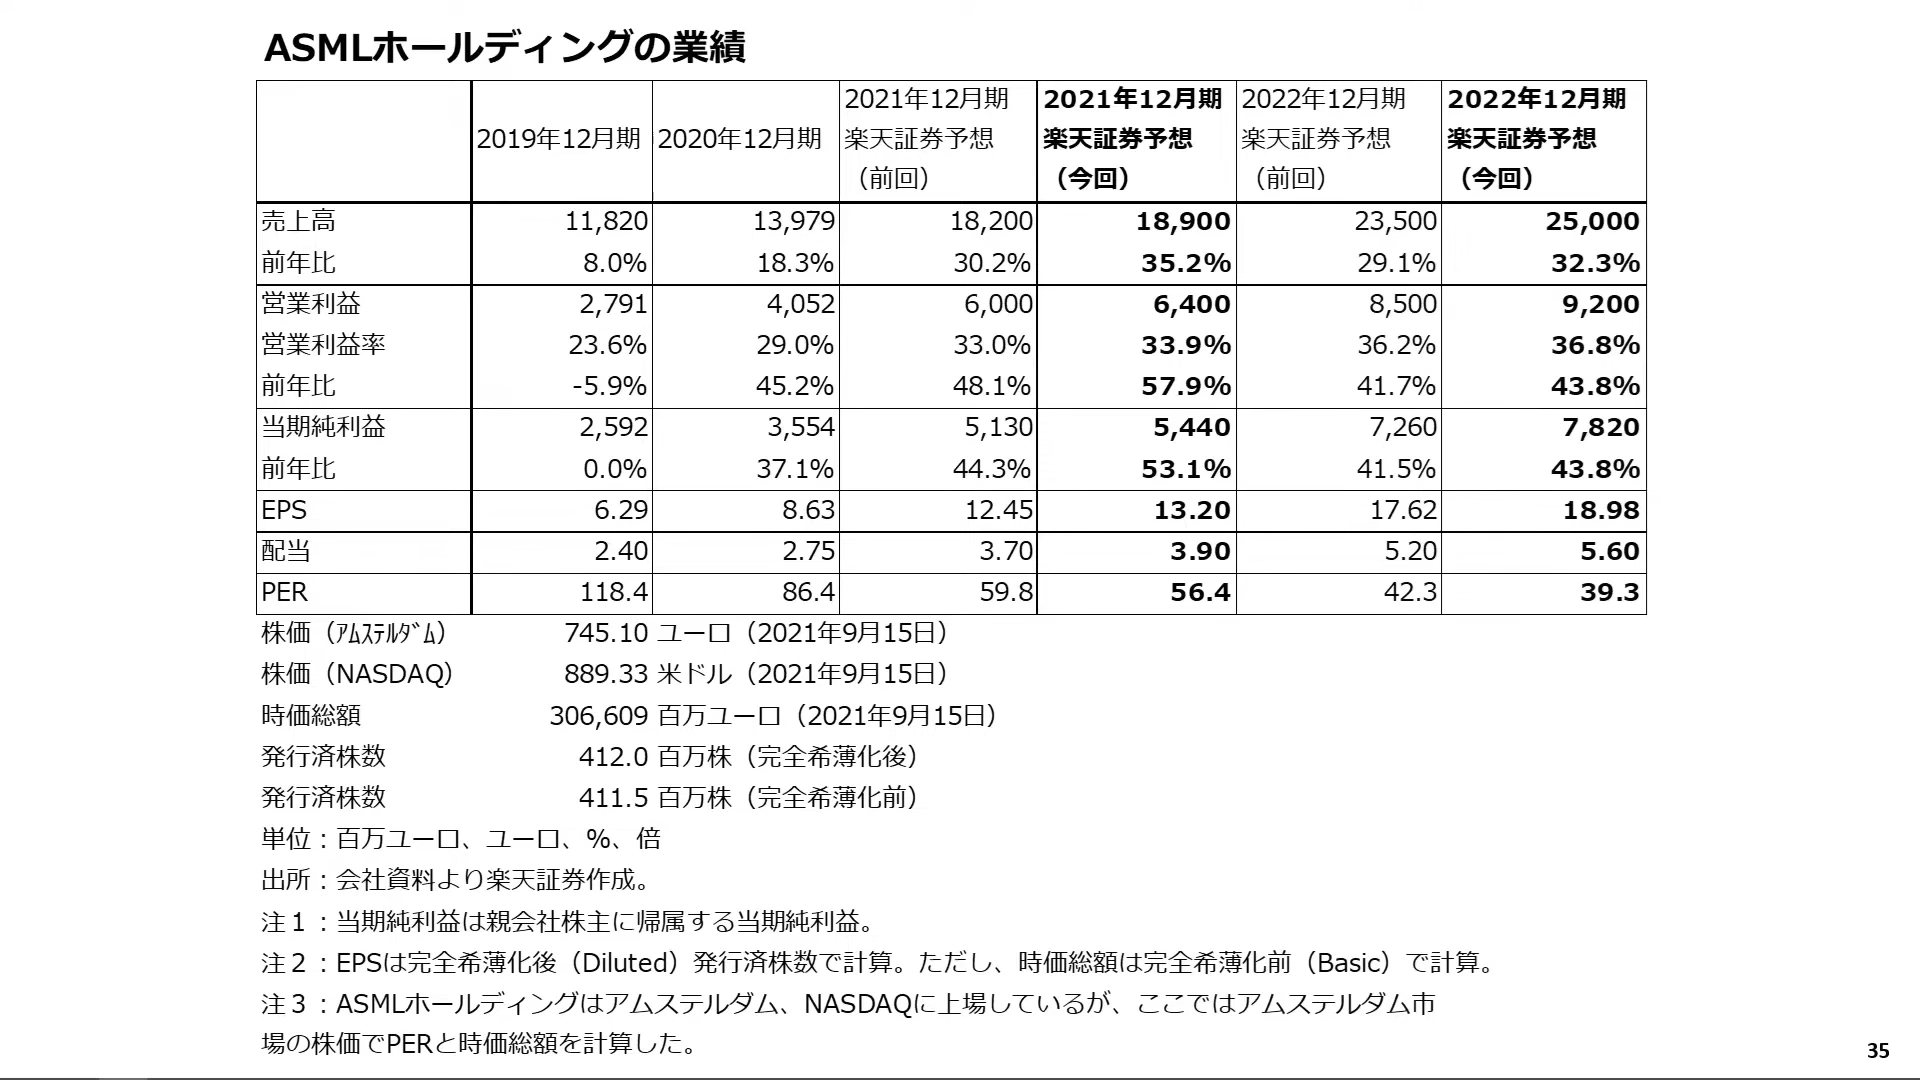 ASMLホールディングの業績
2019年12月期 2020年12月期 2021年12月期 楽天証券予想 （前回） 2021年12月期 楽天証券予想 （今回） 2022年12月期 楽天証券予想 （前回） 2022年12月期 楽天証券予想 （今回）
売上高 11,820 13,979 18,200 18,900 23,500 25,000
前年比 8.0% 18.3% 30.2% 35.2% 29.1% 32.3%
営業利益 2,791 4,052 6,000 6,400 8,500 9,200
営業利益率 23.6% 29.0% 33.0% 33.9% 36.2% 36.8%
前年比 -5.9% 45.2% 48.1% 57.9% 41.7% 43.8%
当期純利益 2,592 3,554 5,130 5,440 7,260 7,820
前年比 0.0% 37.1% 44.3% 53.1% 41.5% 43.8%
EPS 6.29 8.63 12.45 13.20 17.62 18.98
配当 2.40 2.75 3.70 3.90 5.20 5.60
PER 118.4 86.4 59.8 56.4 42.3 39.3
株価（ｱﾑｽﾃﾙﾀﾞﾑ） 745.10 ユーロ（2021年9月15日）
株価（NASDAQ） 889.33 米ドル（2021年9月15日）
時価総額 306,609 百万ユーロ（2021年9月15日）
発行済株数 412.0 百万株（完全希薄化後）
発行済株数 411.5 百万株（完全希薄化前）
単位：百万ユーロ、ユーロ、%、倍
出所：会社資料より楽天証券作成。
注１：当期純利益は親会社株主に帰属する当期純利益。
注２：EPSは完全希薄化後（Diluted）発行済株数で計算。ただし、時価総額は完全希薄化前（Basic）で計算。
注３：ASMLホールディングはアムステルダム、NASDAQに上場しているが、ここではアムステルダム市
場の株価でPERと時価総額を計算した。
35